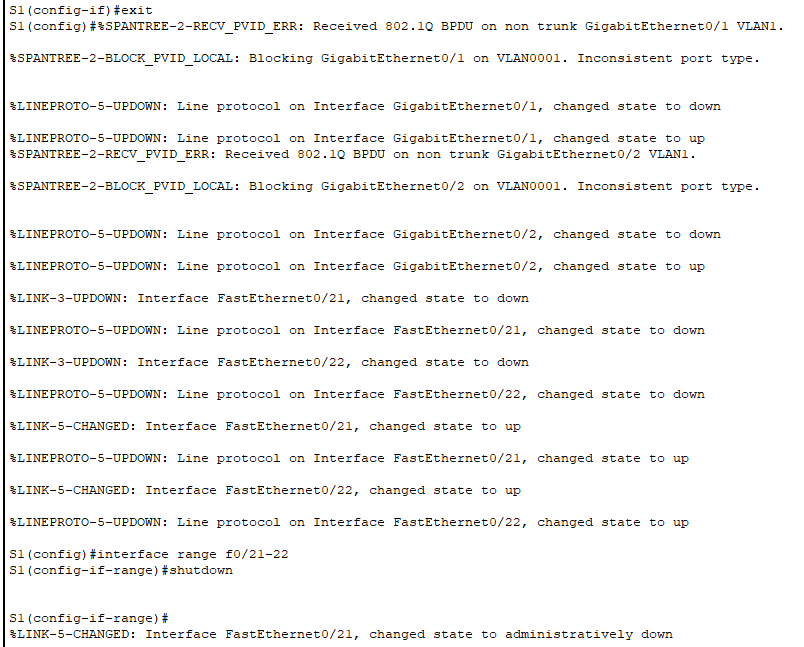 S1(config-if)#exit
S1(config)#%SPANTREE-2-RECV_PVID_ERR: Received 802.1Q BPDU on non trunk GigabitEthernet0/1 VLAN1.
%SPANTREE-2-BLOCK_PVID_LOCAL: Blocking GigabitEthernet0/1 on VLAN0001. Inconsistent port type.
%LINEPROTO-5-UPDOWN: Line protocol on Interface GigabitEthernet0/1, changed state to down
%LINEPROTO-5-UPDOWN: Line protocol on Interface GigabitEthernet0/1, changed state to up
%SPANTREE-2-RECV_PVID_ERR: Received 802.1Q BPDU on non trunk GigabitEthernet0/2 VLAN1.
%SPANTREE-2-BLOCK_PVID_LOCAL: Blocking GigabitEthernet0/2 on VLAN0001. Inconsistent port type.
%LINEPROTO-5-UPDOWN: Line protocol on Interface GigabitEthernet0/2, changed state to down
%LINEPROTO-5-UPDOWN: Line protocol on Interface GigabitEthernet0/2, changed state to up
%LINK-3-UPDOWN: Interface FastEthernet0/21, changed state to down
%LINEPROTO-5-UPDOWN: Line protocol on Interface FastEthernet0/21, changed state to down
%LINK-3-UPDOWN: Interface FastEthernet0/22, changed state to down
%LINEPROTO-5-UPDOWN: Line protocol on Interface FastEthernet0/22, changed state to down
%LINK-5-CHANGED: Interface FastEthernet0/21, changed state to up
%LINEPROTO-5-UPDOWN: Line protocol on Interface FastEthernet0/21, changed state to up
%LINK-5-CHANGED: Interface FastEthernet0/22, changed state to up
%LINEPROTO-5-UPDOWN: Line protocol on Interface FastEthernet0/22, changed state to up
S1(config)#interface range f0/21-22
S1(config-if-range)#shutdown
S1(config-if-range)#
%LINK-5-CHANGED: Interface FastEthernet0/21, changed state to administratively down